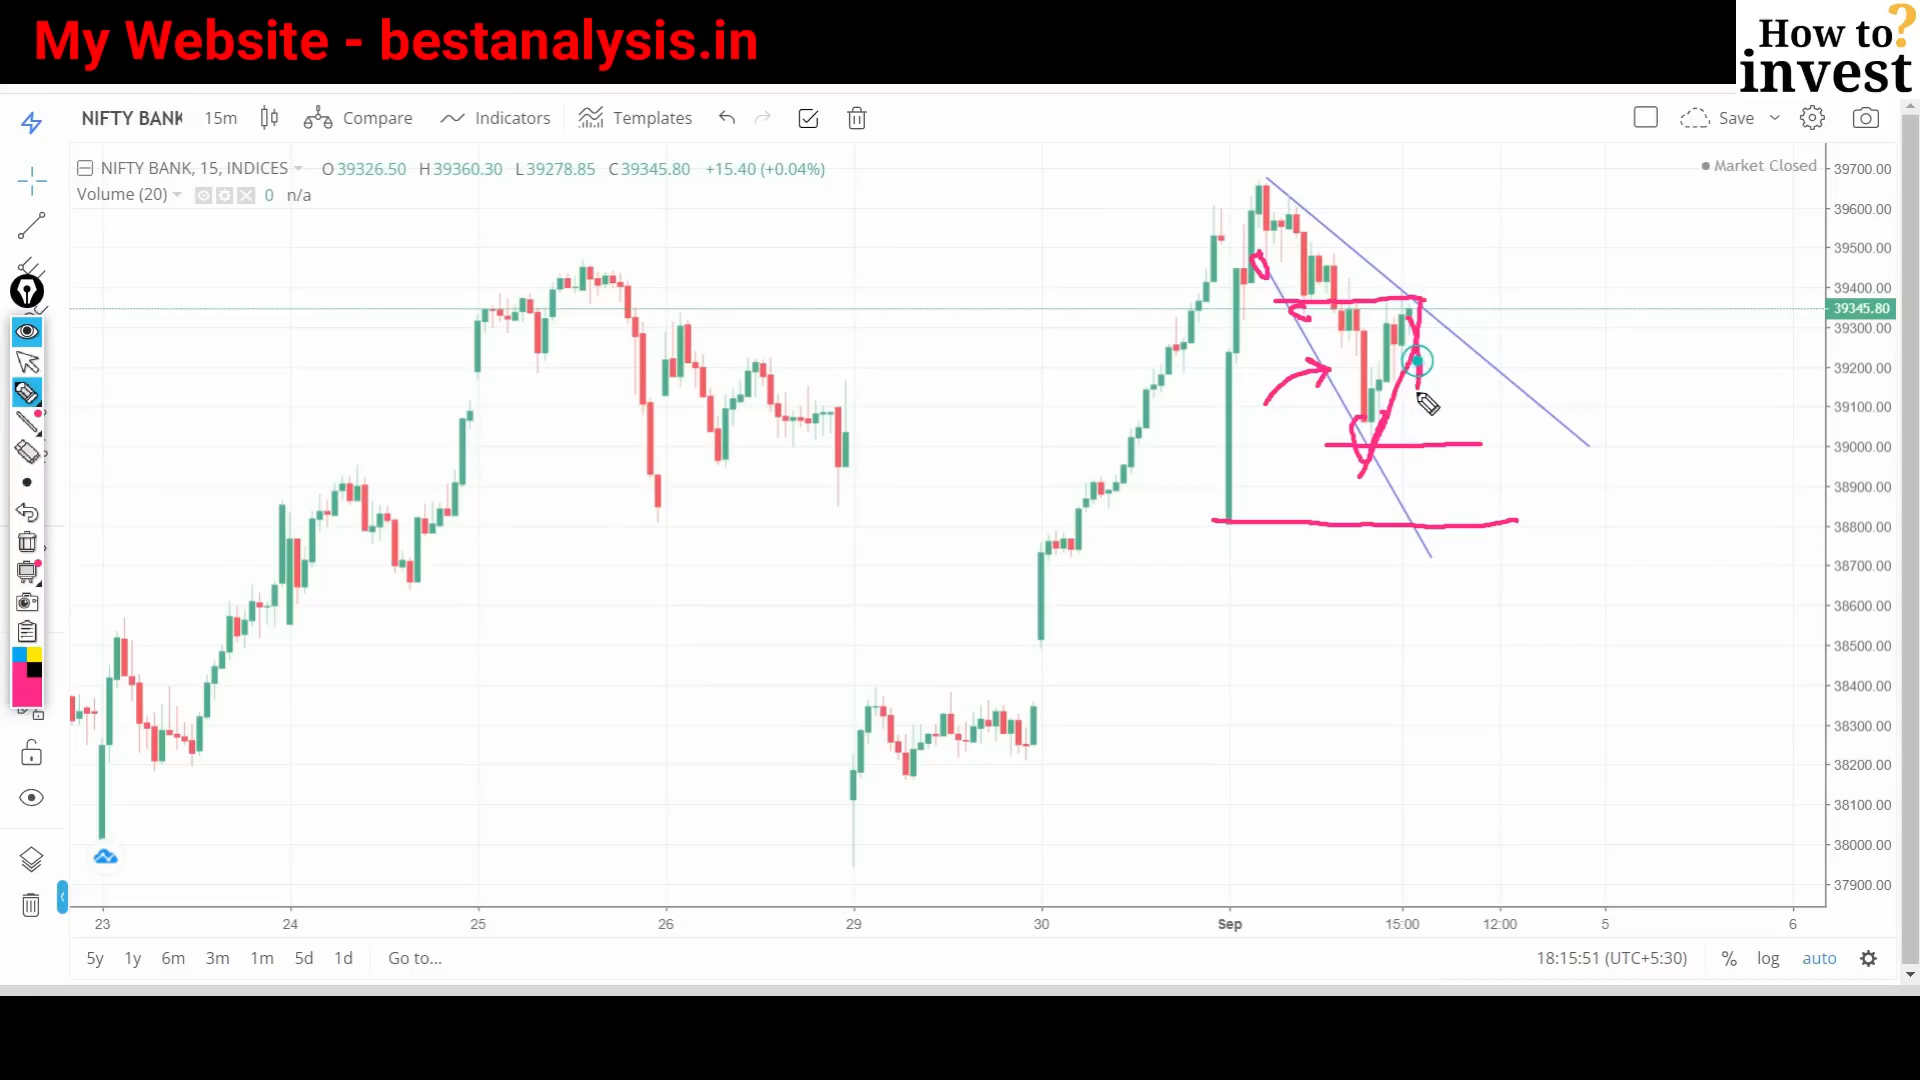 My Website - bestanalysis.in
How to?
invest
NIFTY BANK 15m Compare Indicators Templates Save
NIFTY BANK, 15, INDICES O39326.50 H39360.30 L39278.85 C39345.80 +15.40 (+0.04%)
Market Closed
Volume (20) 0 n/a
39700.00
39600.00
39500.00
39400.00
39345.80
39300.00
39200.00
39100.00
39000.00
38900.00
38800.00
38700.00
38600.00
38500.00
38400.00
38300.00
38200.00
38100.00
38000.00
37900.00
23 24 25 26 29 30 Sep 15:00 12:00 5 6
5y 1y 6m 3m 1m 5d 1d Go to... 18:15:51 (UTC+5:30) % log auto